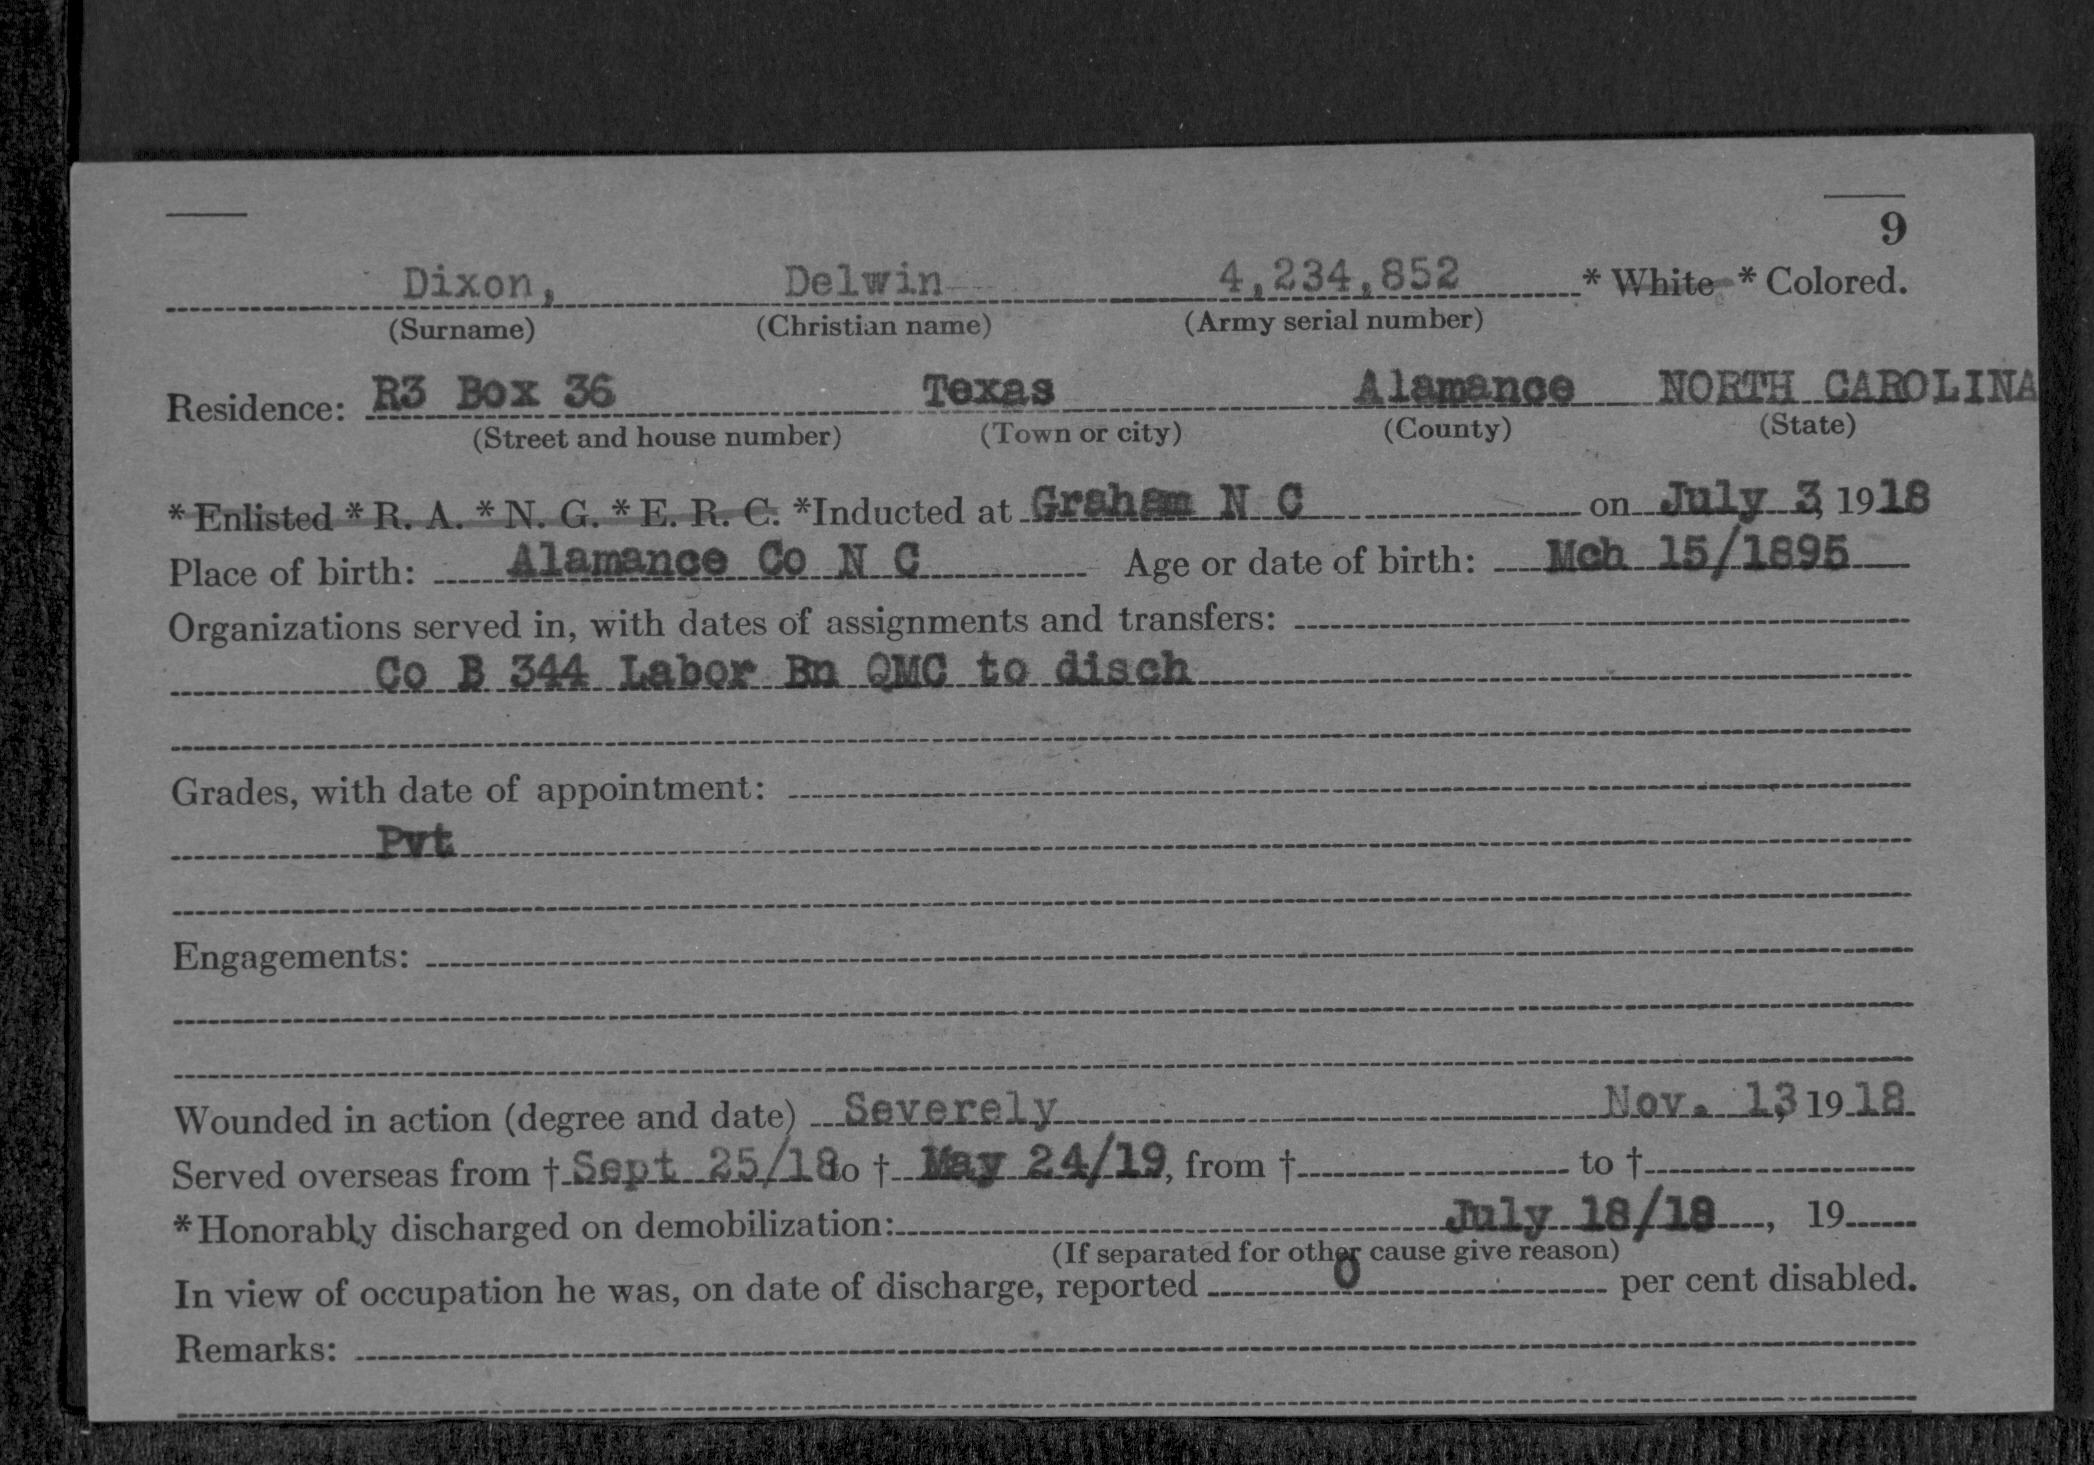 9
Dixon, Delwin 4,234,852 * White * Colored.
(Surname) (Christian name) (Army serial number)
Residence: R3 Box 36 Texas Alamance NORTH CAROLINA
(Street and house number) (Town or city) (County) (State)
* Enlisted * R. A. * N. G. * E. R. C. *Inducted at Graham N C on July 3, 1918
Place of birth: Alamance Co N C Age or date of birth: Mch 15/1895
Organizations served in, with dates of assignments and transfers:
Co B 344 Labor Bn QMC to disch
Grades, with date of appointment:
Pvt
Engagements:
Wounded in action (degree and date) Severely Nov. 13, 1918
Served overseas from † Sept 25/18 to † May 24/19, from † to †
* Honorably discharged on demobilization: July 18/18, 19
(If separated for other cause give reason)
In view of occupation he was, on date of discharge, reported 0 per cent disabled.
Remarks: